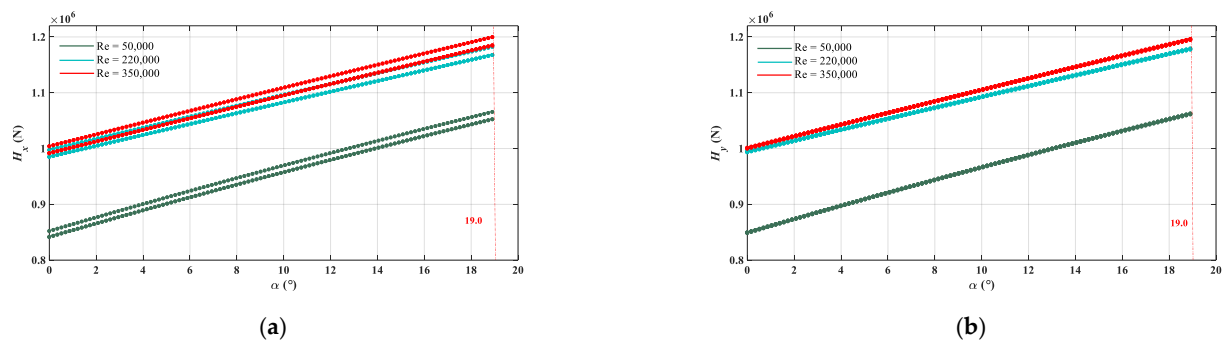 ×10⁶
1.2
1.1
1
0.9
0.8
Hx (N)
Re = 50,000
Re = 220,000
Re = 350,000
19.0
0 2 4 6 8 10 12 14 16 18 20
α (°)
(a)
×10⁶
1.2
1.1
1
0.9
0.8
Hy (N)
Re = 50,000
Re = 220,000
Re = 350,000
19.0
0 2 4 6 8 10 12 14 16 18 20
α (°)
(b)